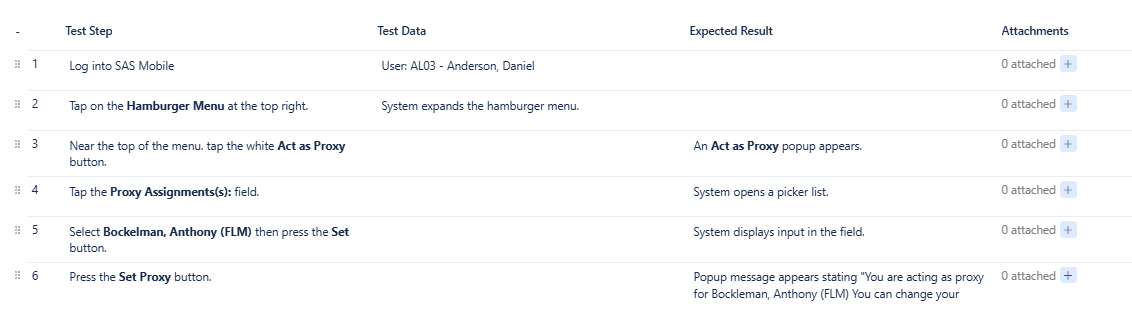 - Test Step Test Data Expected Result Attachments
1 Log into SAS Mobile User: AL03 - Anderson, Daniel 0 attached +
2 Tap on the Hamburger Menu at the top right. System expands the hamburger menu. 0 attached +
3 Near the top of the menu. tap the white Act as Proxy An Act as Proxy popup appears. 0 attached +
button.
4 Tap the Proxy Assignments(s): field. System opens a picker list. 0 attached +
5 Select Bockelman, Anthony (FLM) then press the Set System displays input in the field. 0 attached +
button.
6 Press the Set Proxy button. Popup message appears stating "You are acting as proxy 0 attached +
for Bockleman, Anthony (FLM) You can change your